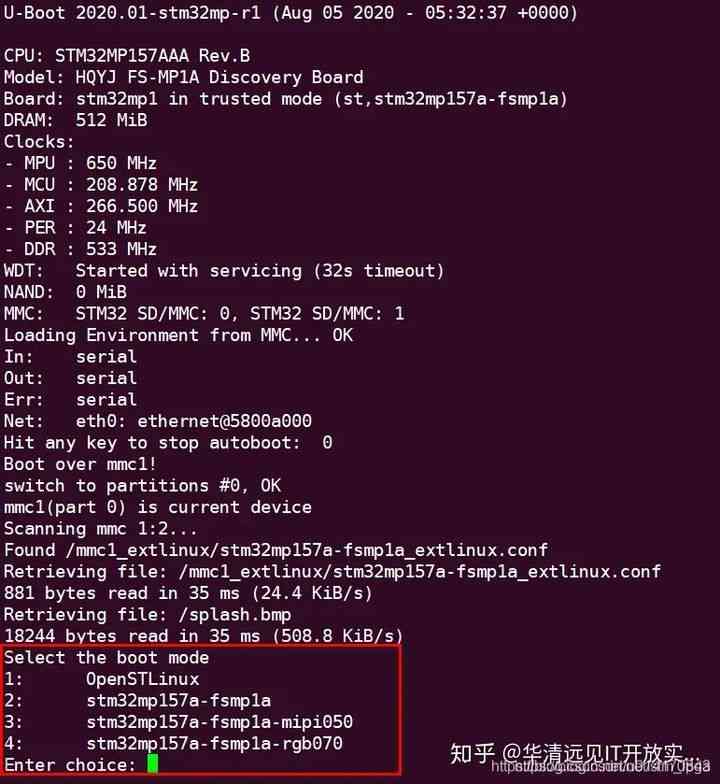 U-Boot 2020.01-stm32mp-r1 (Aug 05 2020 - 05:32:37 +0000)
CPU: STM32MP157AAA Rev.B
Model: HQYJ FS-MP1A Discovery Board
Board: stm32mp1 in trusted mode (st,stm32mp157a-fsmp1a)
DRAM:  512 MiB
Clocks:
- MPU : 650 MHz
- MCU : 208.878 MHz
- AXI : 266.500 MHz
- PER : 24 MHz
- DDR : 533 MHz
WDT:   Started with servicing (32s timeout)
NAND:  0 MiB
MMC:   STM32 SD/MMC: 0, STM32 SD/MMC: 1
Loading Environment from MMC... OK
In:    serial
Out:   serial
Err:   serial
Net:   eth0: ethernet@5800a000
Hit any key to stop autoboot:  0
Boot over mmc1!
switch to partitions #0, OK
mmc1(part 0) is current device
Scanning mmc 1:2...
Found /mmc1_extlinux/stm32mp157a-fsmp1a_extlinux.conf
Retrieving file: /mmc1_extlinux/stm32mp157a-fsmp1a_extlinux.conf
881 bytes read in 35 ms (24.4 KiB/s)
Retrieving file: /splash.bmp
18244 bytes read in 35 ms (508.8 KiB/s)
Select the boot mode
1:      OpenSTLinux
2:      stm32mp157a-fsmp1a
3:      stm32mp157a-fsmp1a-mipi050
4:      stm32mp157a-fsmp1a-rgb070
Enter choice:
知乎 @华清远见IT开放实...